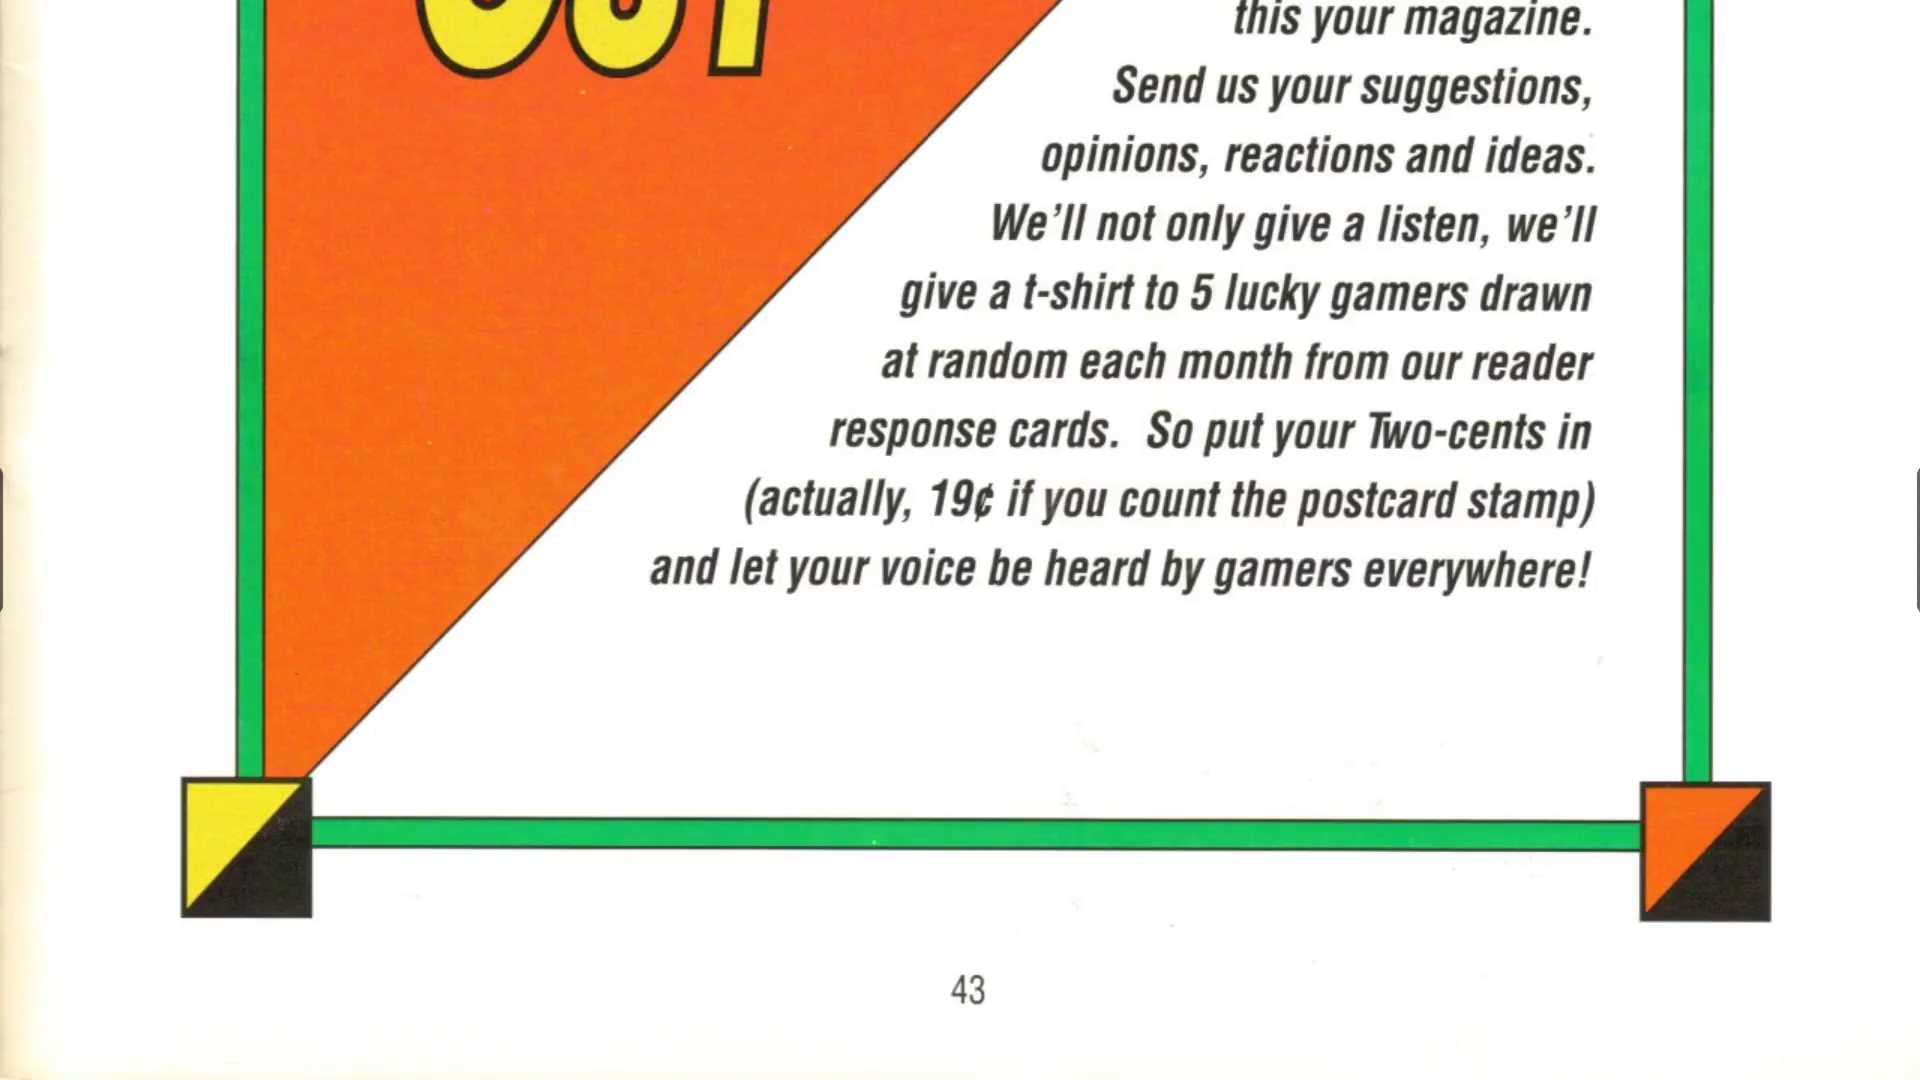 OUT
this your magazine.
Send us your suggestions,
opinions, reactions and ideas.
We'll not only give a listen, we'll
give a t-shirt to 5 lucky gamers drawn
at random each month from our reader
response cards.  So put your Two-cents in
(actually, 19¢ if you count the postcard stamp)
and let your voice be heard by gamers everywhere!
43